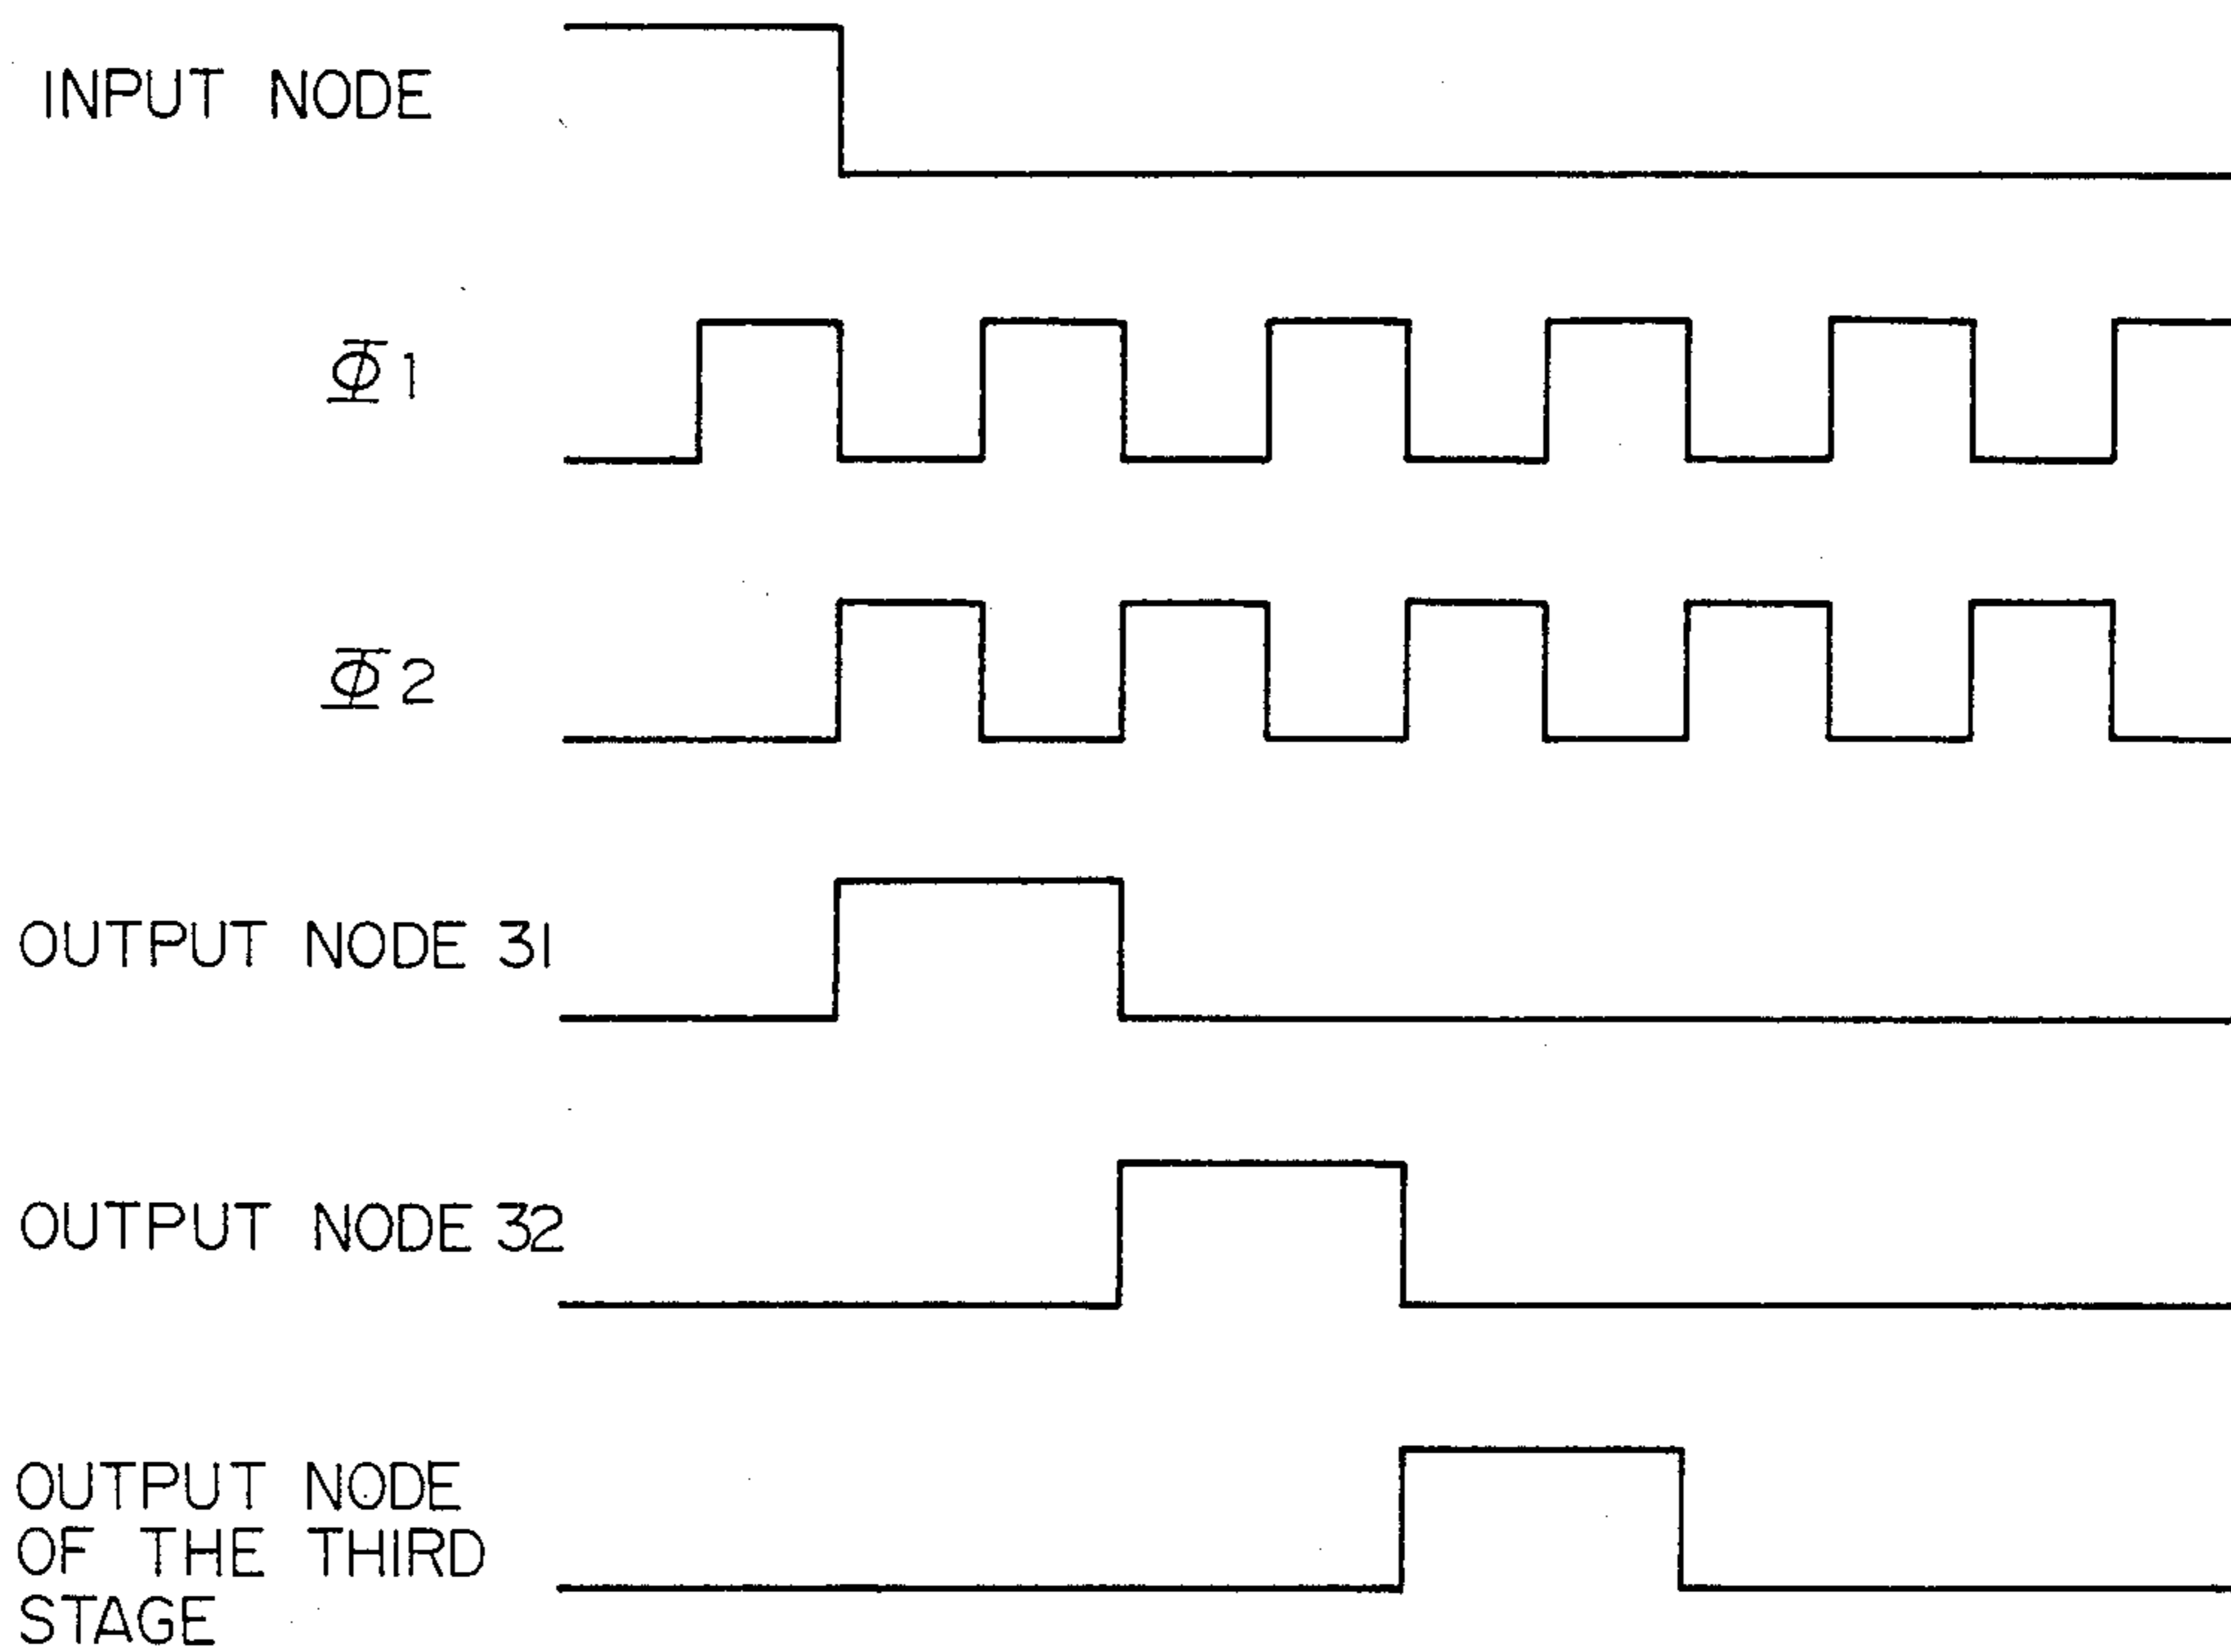 INPUT NODE
Φ1
Φ2
OUTPUT NODE 31
OUTPUT NODE 32
OUTPUT NODE
OF THE THIRD
STAGE